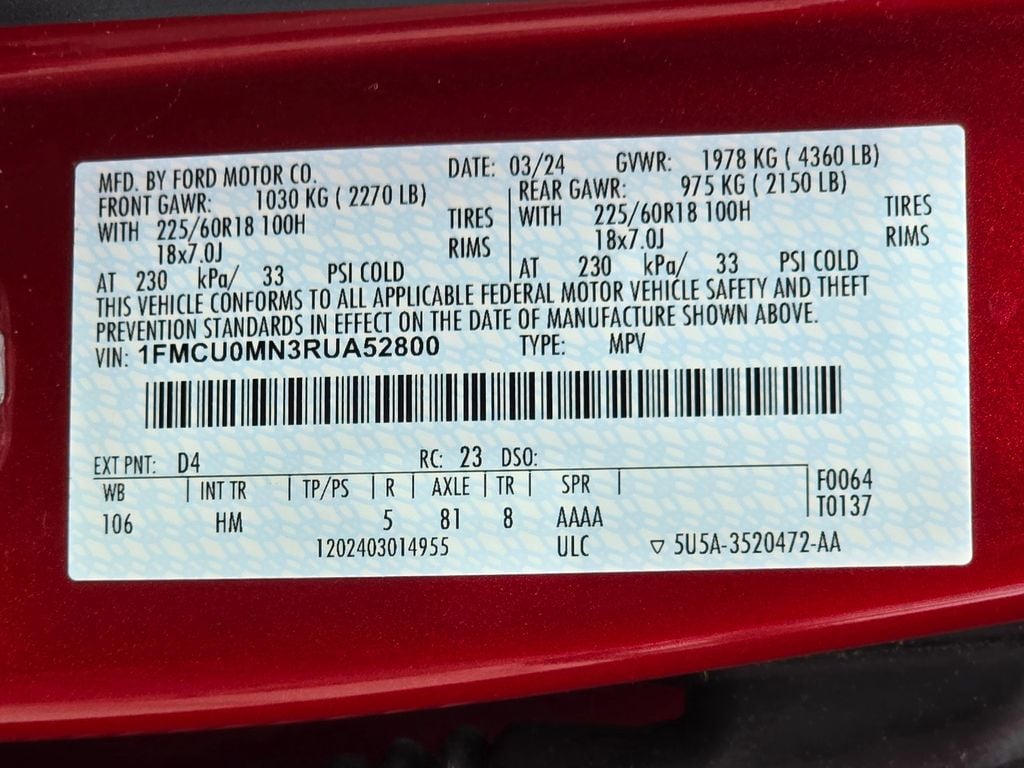 MFD. BY FORD MOTOR CO. DATE: 03/24 GVWR: 1978 KG ( 4360 LB)
FRONT GAWR: 1030 KG ( 2270 LB) REAR GAWR: 975 KG ( 2150 LB)
WITH 225/60R18 100H TIRES WITH 225/60R18 100H TIRES
18x7.0J RIMS 18x7.0J RIMS
AT 230 kPa/ 33 PSI COLD AT 230 kPa/ 33 PSI COLD
THIS VEHICLE CONFORMS TO ALL APPLICABLE FEDERAL MOTOR VEHICLE SAFETY AND THEFT
PREVENTION STANDARDS IN EFFECT ON THE DATE OF MANUFACTURE SHOWN ABOVE.
VIN: 1FMCU0MN3RUA52800 TYPE: MPV
EXT PNT: D4 RC: 23 DSO:
WB INT TR TP/PS R AXLE TR SPR F0064
106 HM 5 81 8 AAAA T0137
1202403014955 ULC ▽ 5U5A-3520472-AA